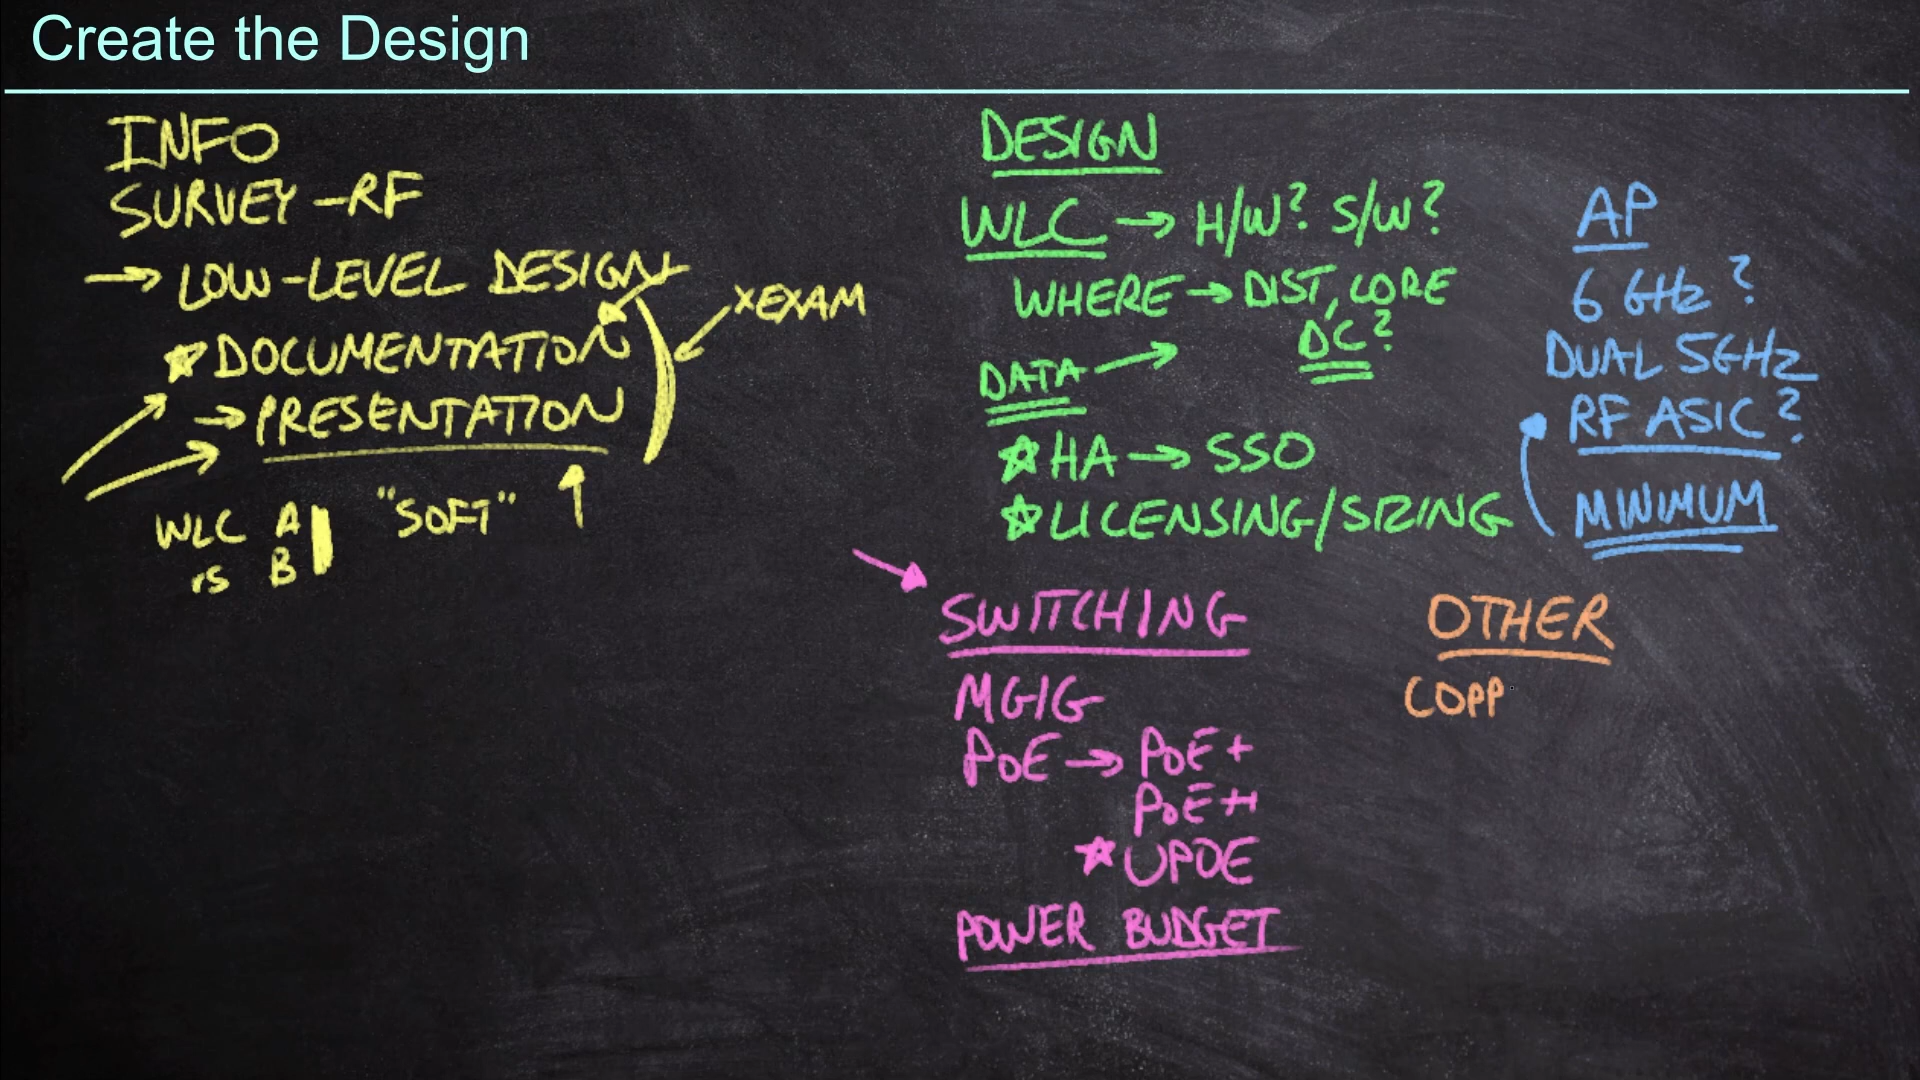 Create the Design
INFO
SURVEY - RF
→ LOW-LEVEL DESIGN
DOCUMENTATION
→ PRESENTATION
XEXAM
WLC A
vs B
"SOFT"
DESIGN
WLC → H/W? S/W?
WHERE → DIST, CORE
DC?
DATA →
HA → SSO
LICENSING/SIZING
AP
6 GHz?
DUAL 5GHz
RF ASIC?
MINIMUM
SWITCHING
MGIG
PoE → PoE+
PoE++
UPOE
POWER BUDGET
OTHER
COPP